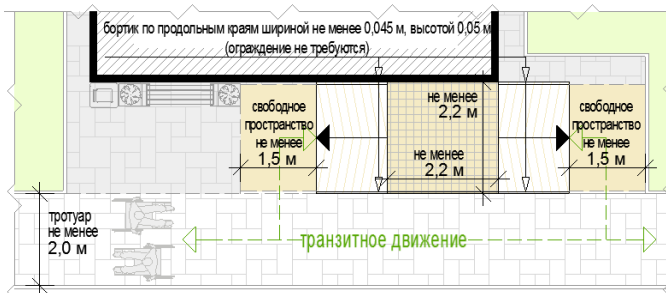 бортик по продольным краям шириной не менее 0,045 м, высотой 0,05 м
(ограждение не требуются)
свободное
пространство
не менее
1,5 м
не менее
2,2 м
не менее
2,2 м
свободное
пространство
не менее
1,5 м
тротуар
не менее
2,0 м
транзитное движение